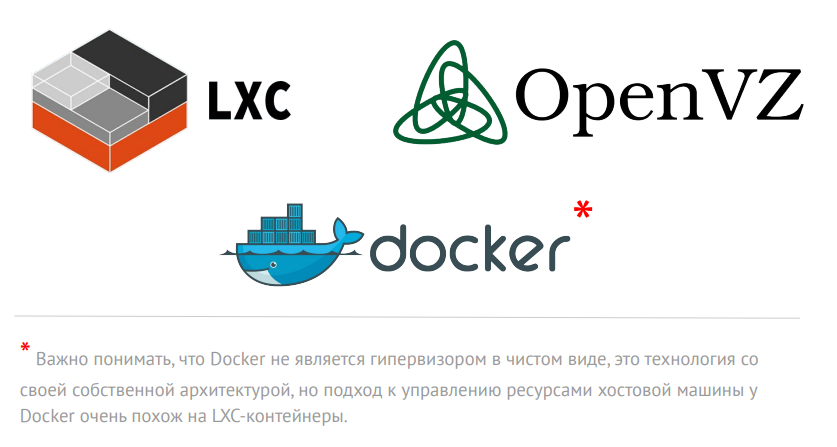 LXC
OpenVZ
docker *
* Важно понимать, что Docker не является гипервизором в чистом виде, это технология со
своей собственной архитектурой, но подход к управлению ресурсами хостовой машины у
Docker очень похож на LXC-контейнеры.